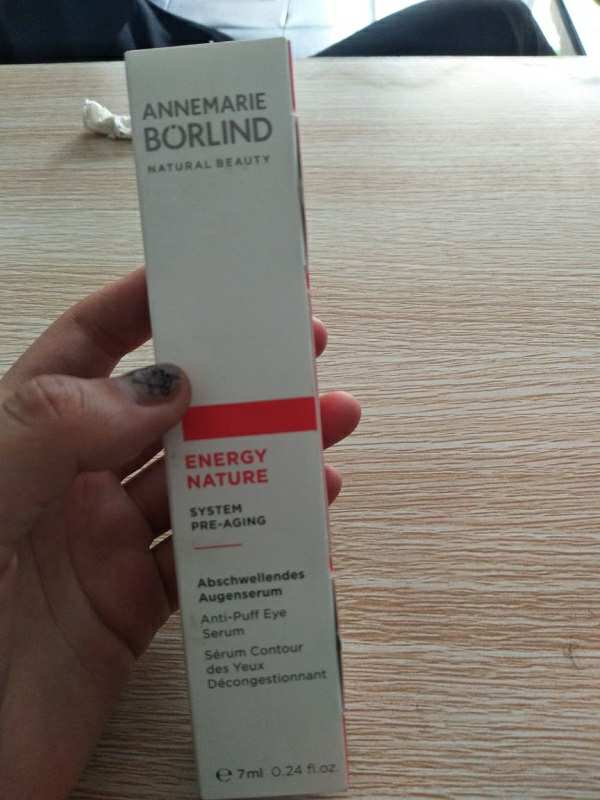 ANNEMARIE
BÖRLIND
NATURAL BEAUTY
ENERGY
NATURE
SYSTEM
PRE-AGING
Abschwellendes
Augenserum
Anti-Puff Eye
Serum
Sérum Contour
des Yeux
Décongestionnant
℮ 7ml 0.24 fl.oz.